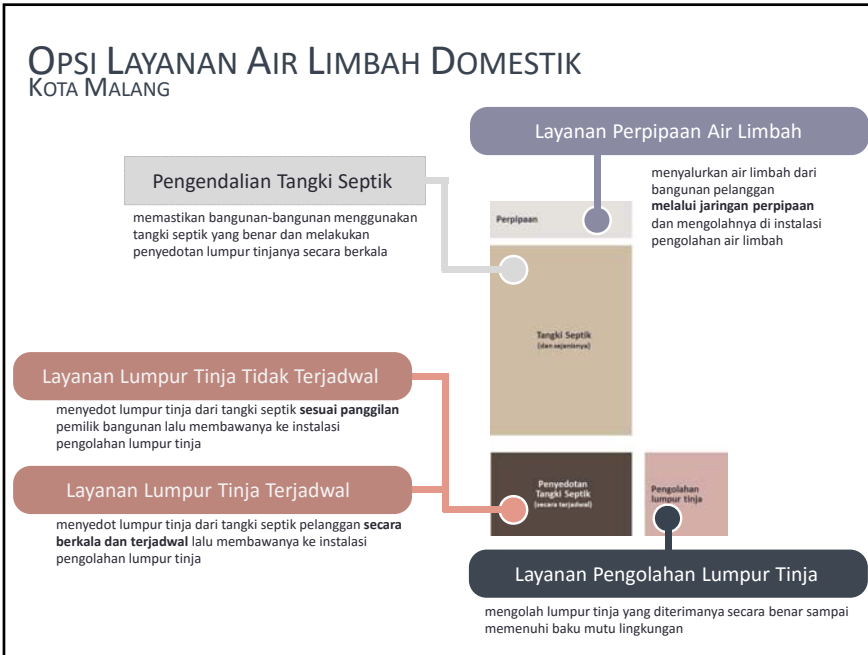 OPSI LAYANAN AIR LIMBAH DOMESTIK
KOTA MALANG
Layanan Perpipaan Air Limbah
menyalurkan air limbah dari
bangunan pelanggan
melalui jaringan perpipaan
dan mengolahnya di instalasi
pengolahan air limbah
Pengendalian Tangki Septik
memastikan bangunan-bangunan menggunakan
tangki septik yang benar dan melakukan
penyedotan lumpur tinjanya secara berkala
Perpipaan
Tangki Septik
(dan sejenisnya)
Layanan Lumpur Tinja Tidak Terjadwal
menyedot lumpur tinja dari tangki septik sesuai panggilan
pemilik bangunan lalu membawanya ke instalasi
pengolahan lumpur tinja
Layanan Lumpur Tinja Terjadwal
menyedot lumpur tinja dari tangki septik pelanggan secara
berkala dan terjadwal lalu membawanya ke instalasi
pengolahan lumpur tinja
Penyedotan
Tangki Septik
(secara terjadwal)
Pengolahan
lumpur tinja
Layanan Pengolahan Lumpur Tinja
mengolah lumpur tinja yang diterimanya secara benar sampai
memenuhi baku mutu lingkungan